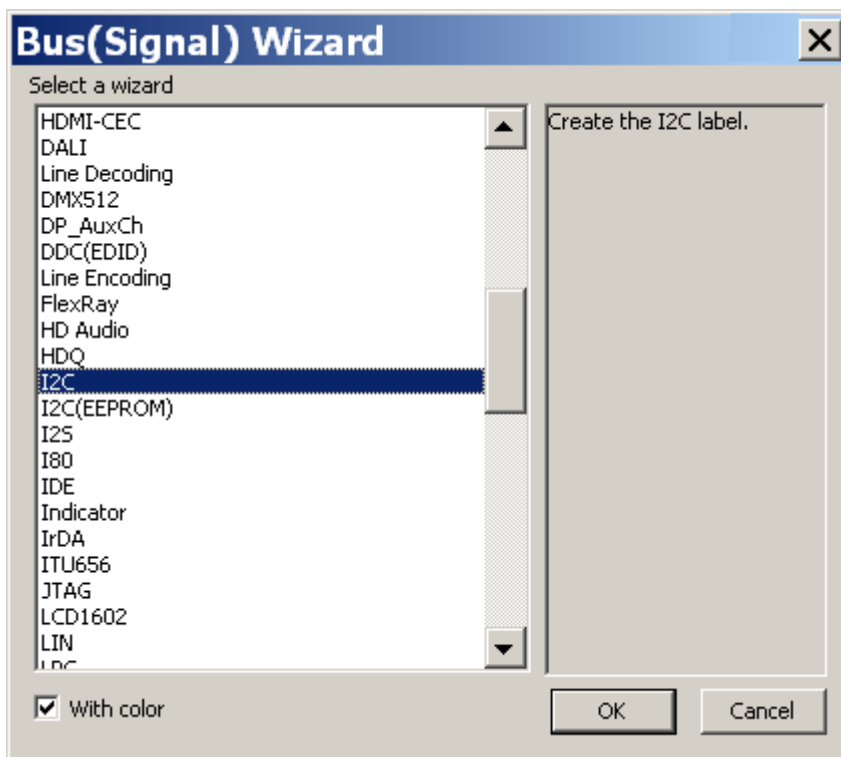 Bus(Signal) Wizard
Select a wizard
HDMI-CEC
DALI
Line Decoding
DMX512
DP_AuxCh
DDC(EDID)
Line Encoding
FlexRay
HD Audio
HDQ
I2C
I2C(EEPROM)
I2S
I80
IDE
Indicator
IrDA
ITU656
JTAG
LCD1602
LIN
Create the I2C label.
With color
OK
Cancel